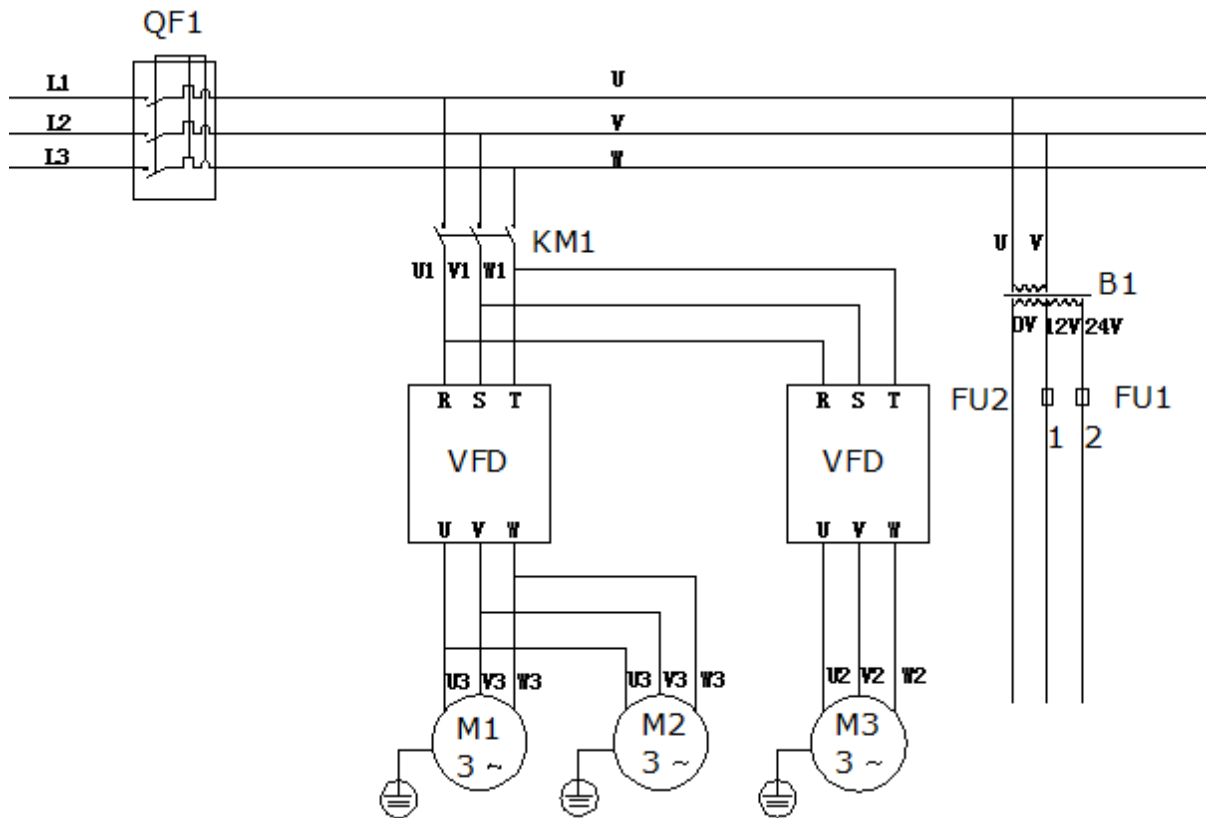 QF1
L1 U
L2 V
L3 W
KM1 U V
U1 V1 W1
B1
0V 12V 24V
R S T R S T
FU2 FU1
1 2
VFD VFD
U V W U V W
U3 V3 W3 U3 V3 W3 U2 V2 W2
M1 M2 M3
3 ~ 3 ~ 3 ~